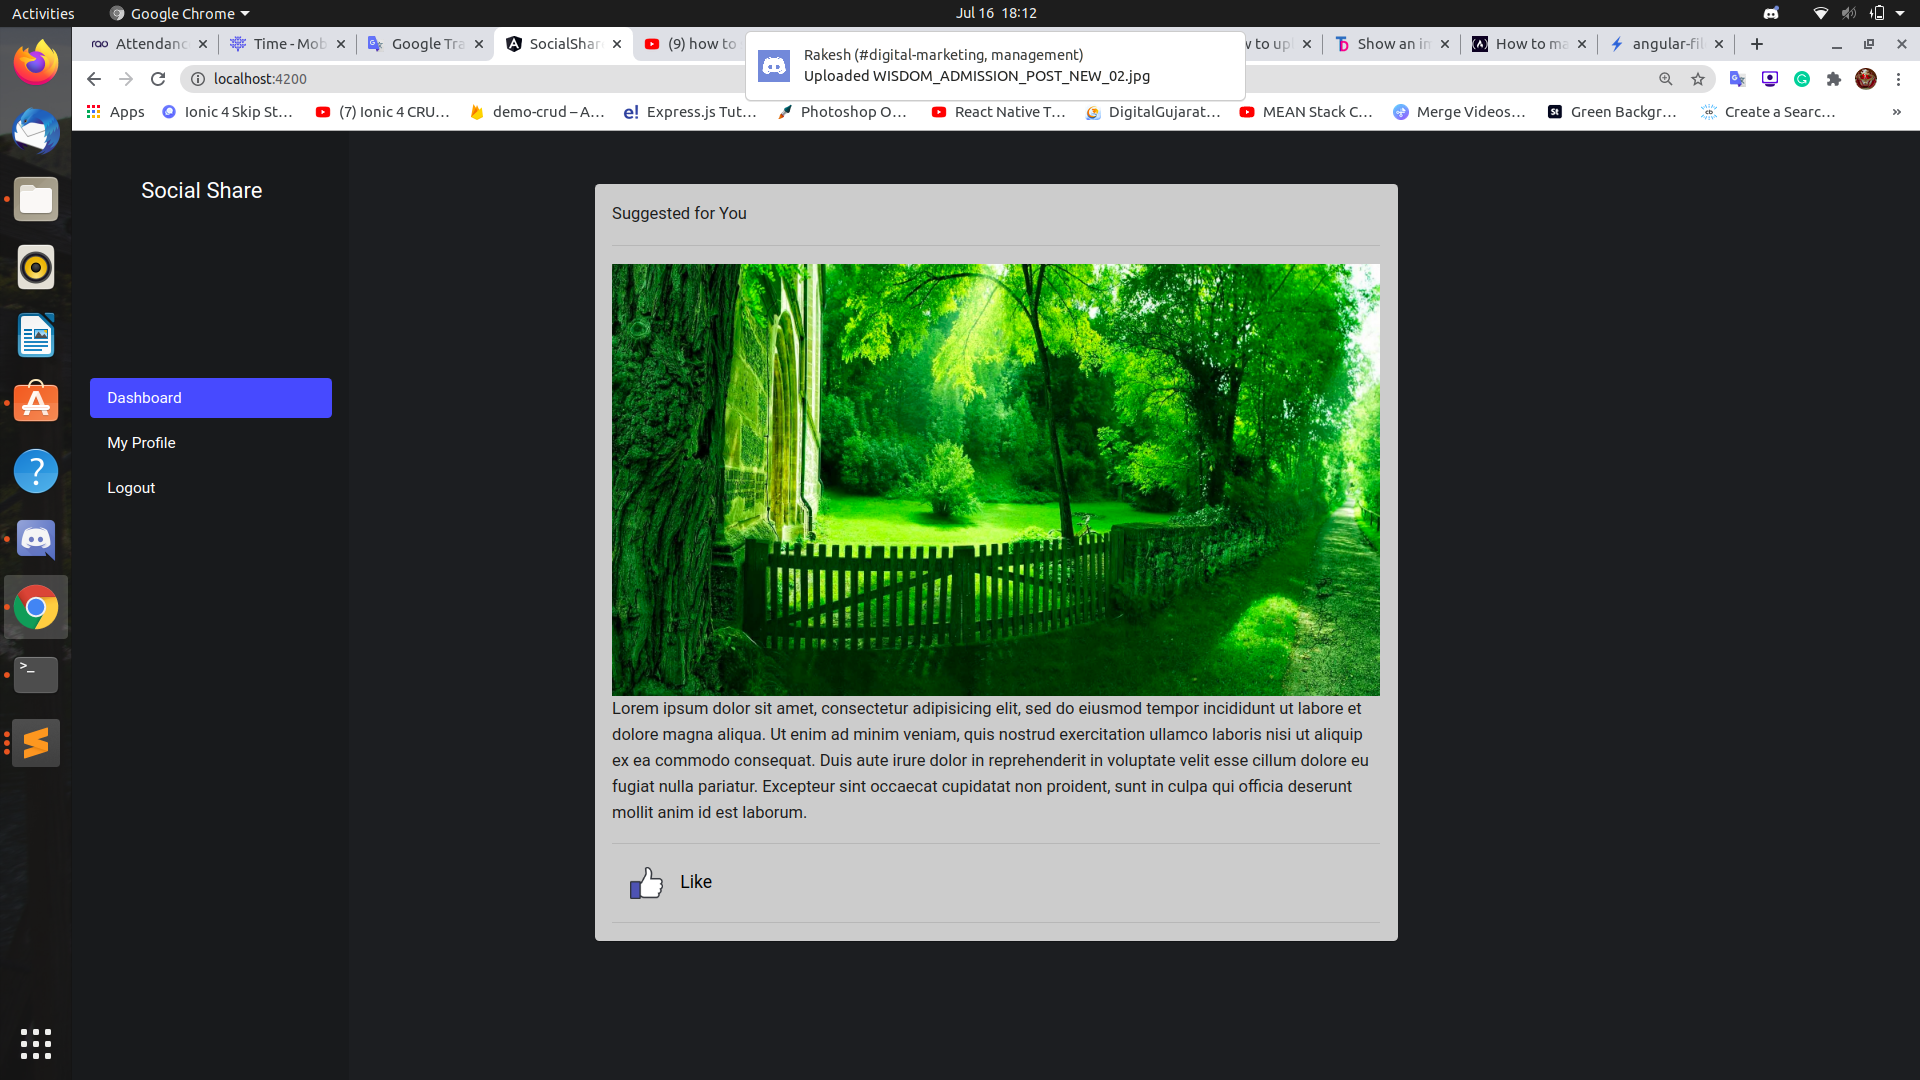 Activities
Google Chrome
Jul 16 18:12
Attendanc
Time - Mob
Google Tra
SocialShar
(9) how to
w to upl
Show an im
How to ma
angular-fil
Rakesh (#digital-marketing, management)
Uploaded WISDOM_ADMISSION_POST_NEW_02.jpg
localhost:4200
Apps
Ionic 4 Skip St...
(7) Ionic 4 CRU...
demo-crud – A...
Express.js Tut...
Photoshop O...
React Native T...
DigitalGujarat...
MEAN Stack C...
Merge Videos...
Green Backgr...
Create a Searc...
»
Social Share
Dashboard
My Profile
Logout
Suggested for You
Lorem ipsum dolor sit amet, consectetur adipisicing elit, sed do eiusmod tempor incididunt ut labore et
dolore magna aliqua. Ut enim ad minim veniam, quis nostrud exercitation ullamco laboris nisi ut aliquip
ex ea commodo consequat. Duis aute irure dolor in reprehenderit in voluptate velit esse cillum dolore eu
fugiat nulla pariatur. Excepteur sint occaecat cupidatat non proident, sunt in culpa qui officia deserunt
mollit anim id est laborum.
Like